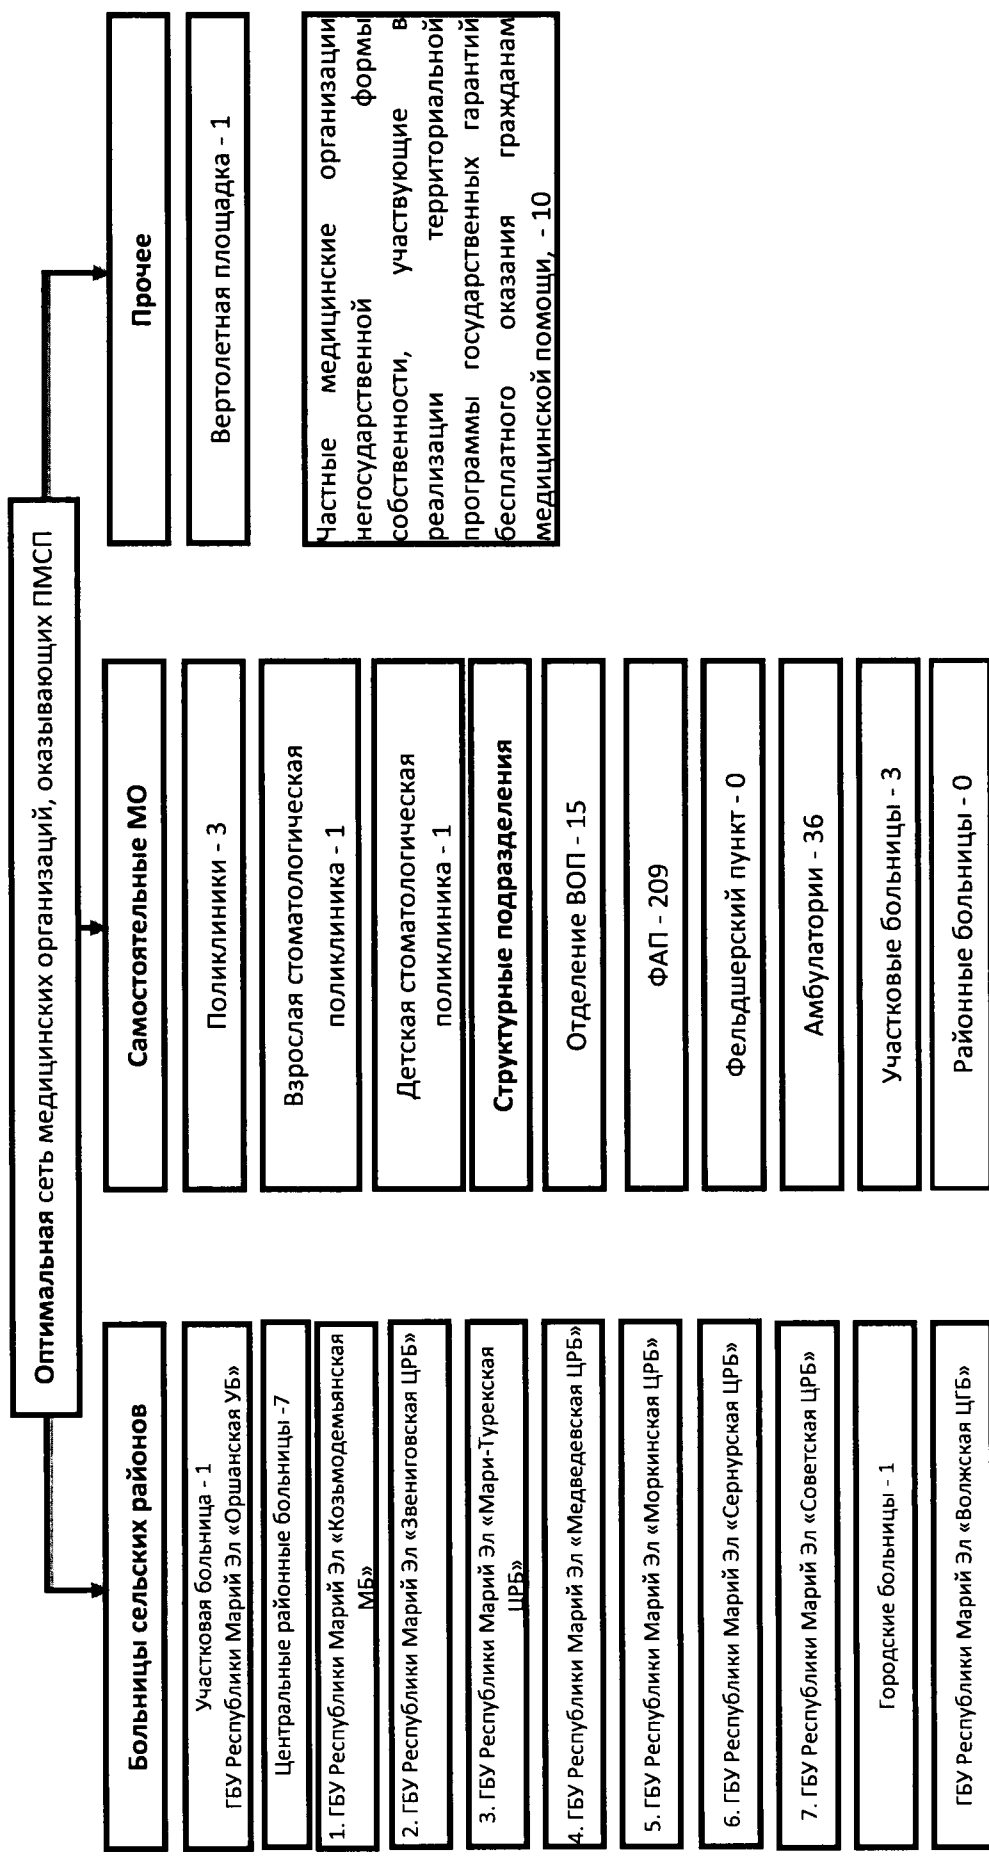 Оптимальная сеть медицинских организаций, оказывающих ПМСП
Больницы сельских районов
Участковая больница - 1
ГБУ Республики Марий Эл «Оршанская УБ»
Центральные районные больницы -7
1. ГБУ Республики Марий Эл «Козьмодемьянская
МБ»
2. ГБУ Республики Марий Эл «Звениговская ЦРБ»
3. ГБУ Республики Марий Эл «Мари-Турекская
ЦРБ»
4. ГБУ Республики Марий Эл «Медведевская ЦРБ»
5. ГБУ Республики Марий Эл «Моркинская ЦРБ»
6. ГБУ Республики Марий Эл «Сернурская ЦРБ»
7. ГБУ Республики Марий Эл «Советская ЦРБ»
Городские больницы - 1
ГБУ Республики Марий Эл «Волжская ЦГБ»
Самостоятельные МО
Поликлиники - 3
Взрослая стоматологическая
поликлиника - 1
Детская стоматологическая
поликлиника - 1
Структурные подразделения
Отделение ВОП - 15
ФАП - 209
Фельдшерский пункт - 0
Амбулатории - 36
Участковые больницы - 3
Районные больницы - 0
Прочее
Вертолетная площадка - 1
Частные медицинские организации
негосударственной формы
собственности, участвующие в
реализации территориальной
программы государственных гарантий
бесплатного оказания гражданам
медицинской помощи, - 10